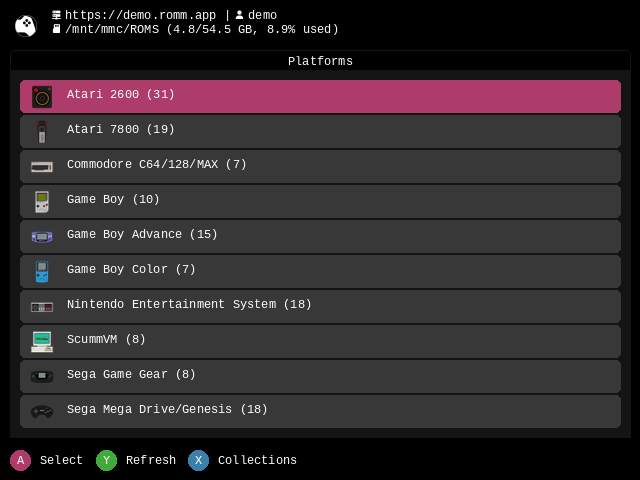 https://demo.romm.app | demo
/mnt/mmc/ROMS (4.8/54.5 GB, 8.9% used)
Platforms
Atari 2600 (31)
Atari 7800 (19)
Commodore C64/128/MAX (7)
Game Boy (10)
Game Boy Advance (15)
Game Boy Color (7)
Nintendo Entertainment System (18)
ScummVM (8)
Sega Game Gear (8)
Sega Mega Drive/Genesis (18)
A Select Y Refresh X Collections